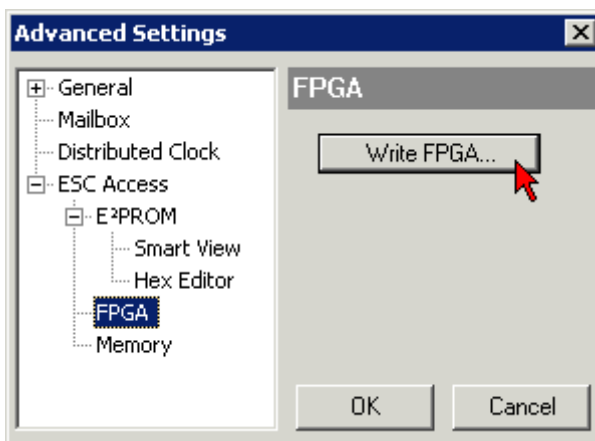 Advanced Settings
General
Mailbox
Distributed Clock
ESC Access
E²PROM
Smart View
Hex Editor
FPGA
Memory
FPGA
Write FPGA...
OK
Cancel